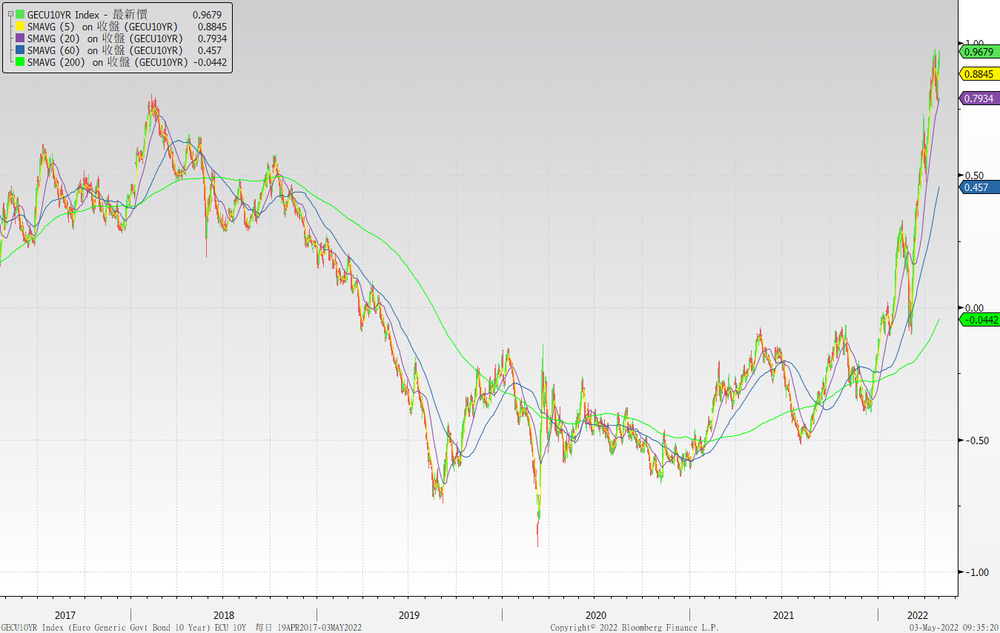 GECU10YR Index - 最新價 0.9679
SMAVG (5) on 收盤 (GECU10YR) 0.8845
SMAVG (20) on 收盤 (GECU10YR) 0.7934
SMAVG (60) on 收盤 (GECU10YR) 0.457
SMAVG (200) on 收盤 (GECU10YR) -0.0442
1.00
0.9679
0.8845
0.7934
0.50
0.457
0.00
-0.0442
-0.50
-1.00
2017 2018 2019 2020 2021 2022
GECU10YR Index (Euro Generic Govt Bond 10 Year) ECU 10Y 每日 19APR2017-03MAY2022 Copyright© 2022 Bloomberg Finance L.P. 03-May-2022 09:35:20